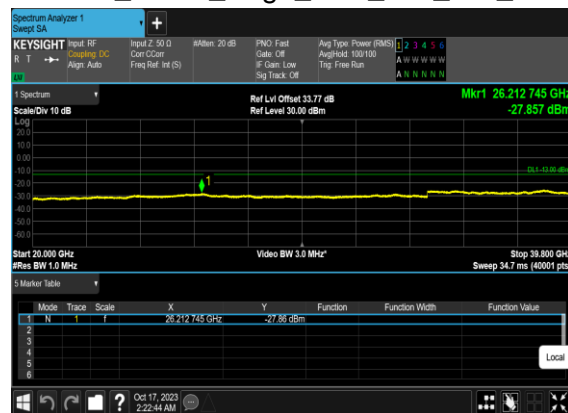 Spectrum Analyzer 1
Swept SA
KEYSIGHT Input: RF Input Z: 50 Ω #Atten: 20 dB PNO: Fast Avg Type: Power (RMS) 1 2 3 4 5 6
R T Coupling: DC Corr CCorr Gate: Off Avg|Hold: 100/100 A W W W W W
Align: Auto Freq Ref: Int (S) IF Gain: Low Trig: Free Run A N N N N N
Sig Track: Off
1 Spectrum
Scale/Div 10 dB Ref Lvl Offset 33.77 dB Mkr1 26.212 745 GHz
Ref Level 30.00 dBm -27.857 dBm
Log
20.0
10.0
0.00
-10.0
DL1 -13.00 dBm
-20.0
1
-30.0
-40.0
-50.0
-60.0
Start 20.000 GHz Video BW 3.0 MHz* Stop 39.800 GHz
#Res BW 1.0 MHz Sweep 34.7 ms (40001 pts)
5 Marker Table
Mode Trace Scale X Y Function Function Width Function Value
1 N 1 f 26.212 745 GHz -27.86 dBm
2
3
4
5
6
Local
? Oct 17, 2023
2:22:44 AM